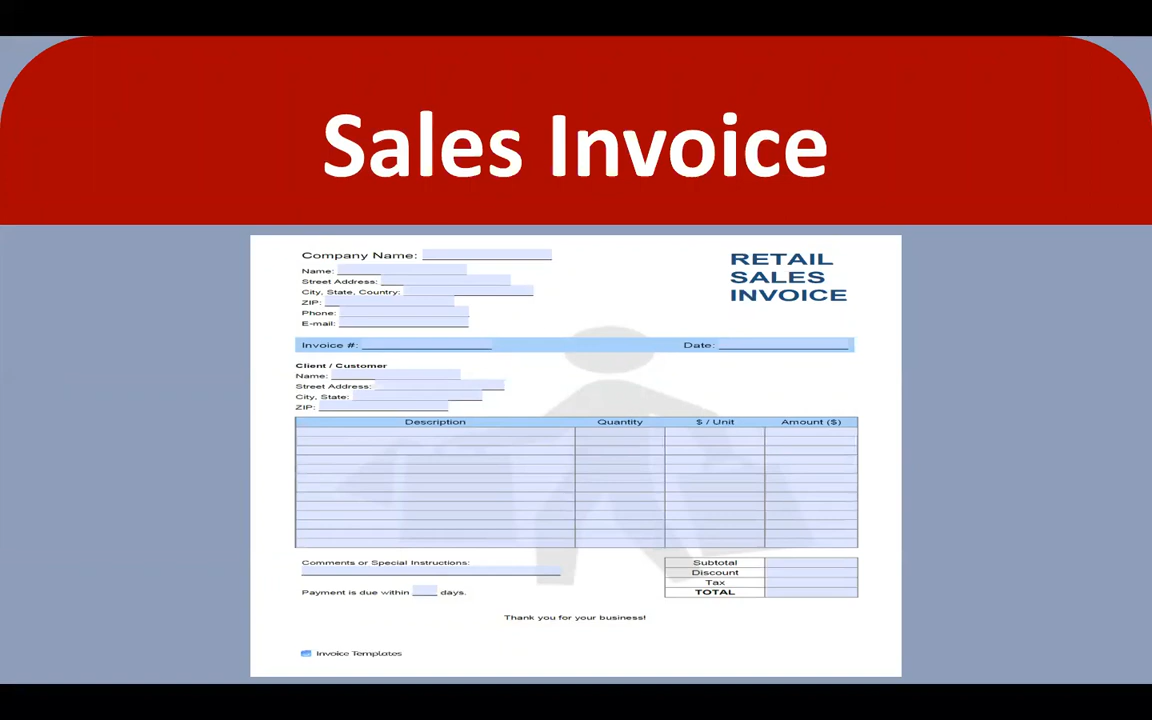 Sales Invoice
Company Name:
RETAIL
SALES
INVOICE
Name:
Street Address:
City, State, Country:
ZIP:
Phone:
E-mail:
Invoice #:
Date:
Client / Customer
Name:
Street Address:
City, State:
ZIP:
Description Quantity $ / Unit Amount ($)
Comments or Special Instructions:
Payment is due within ____ days.
Subtotal
Discount
Tax
TOTAL
Thank you for your business!
Invoice Templates